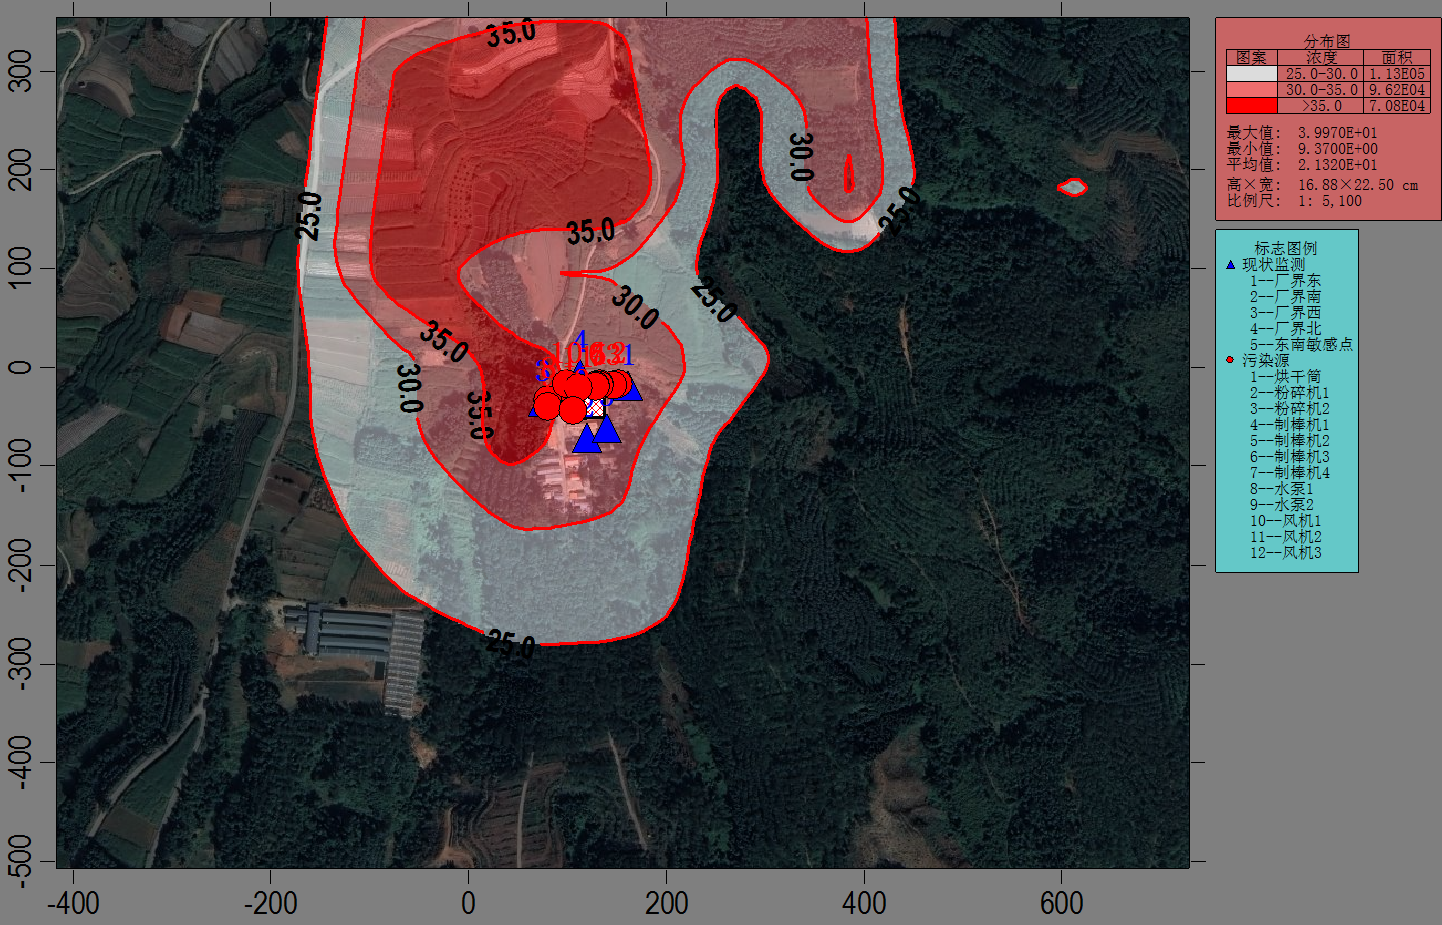 分布图
图案 浓度 面积
25.0-30.0 1.13E05
30.0-35.0 9.62E04
>35.0 7.08E04
最大值: 3.9970E+01
最小值: 9.3700E+00
平均值: 2.1320E+01
高×宽: 16.88×22.50 cm
比例尺: 1: 5,100
标志图例
现状监测
1--厂界东
2--厂界南
3--厂界西
4--厂界北
5--东南敏感点
污染源
1--烘干筒
2--粉碎机1
3--粉碎机2
4--制棒机1
5--制棒机2
6--制棒机3
7--制棒机4
8--水泵1
9--水泵2
10--风机1
11--风机2
12--风机3
35.0
30.0
25.0
25.0
35.0
25.0
30.0
35.0
30.0
35.0
25.0
4
1
300
200
100
0
-100
-200
-300
-400
-500
-400 -200 0 200 400 600